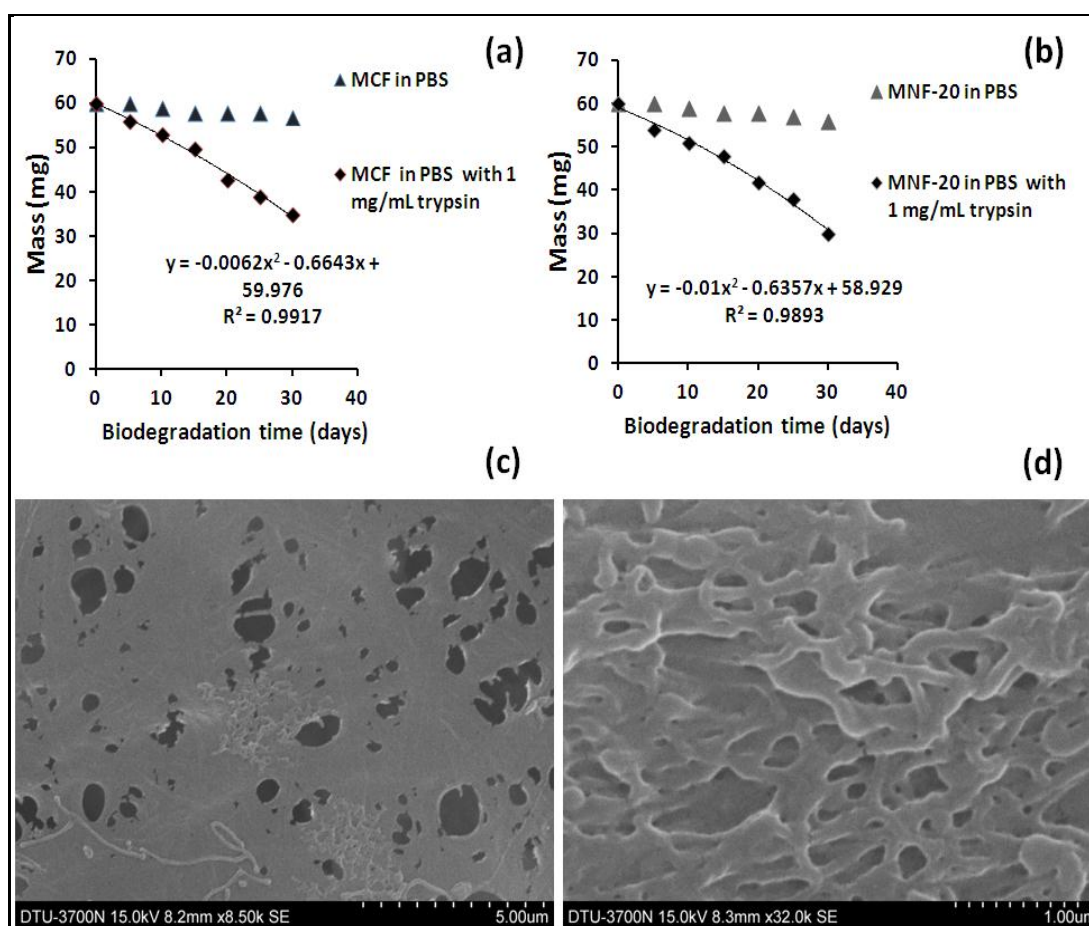 (a)
70
60
50
40
30
20
10
0
Mass (mg)
MCF in PBS
MCF in PBS with 1
mg/mL trypsin
y = -0.0062x² - 0.6643x +
59.976
R² = 0.9917
0 10 20 30 40
Biodegradation time (days)
(b)
70
60
50
40
30
20
10
0
Mass (mg)
MNF-20 in PBS
MNF-20 in PBS with
1 mg/mL trypsin
y = -0.01x² - 0.6357x + 58.929
R² = 0.9893
0 10 20 30 40
Biodegradation time (days)
(c)
DTU-3700N 15.0kV 8.2mm x8.50k SE
5.00um
(d)
DTU-3700N 15.0kV 8.3mm x32.0k SE
1.00um